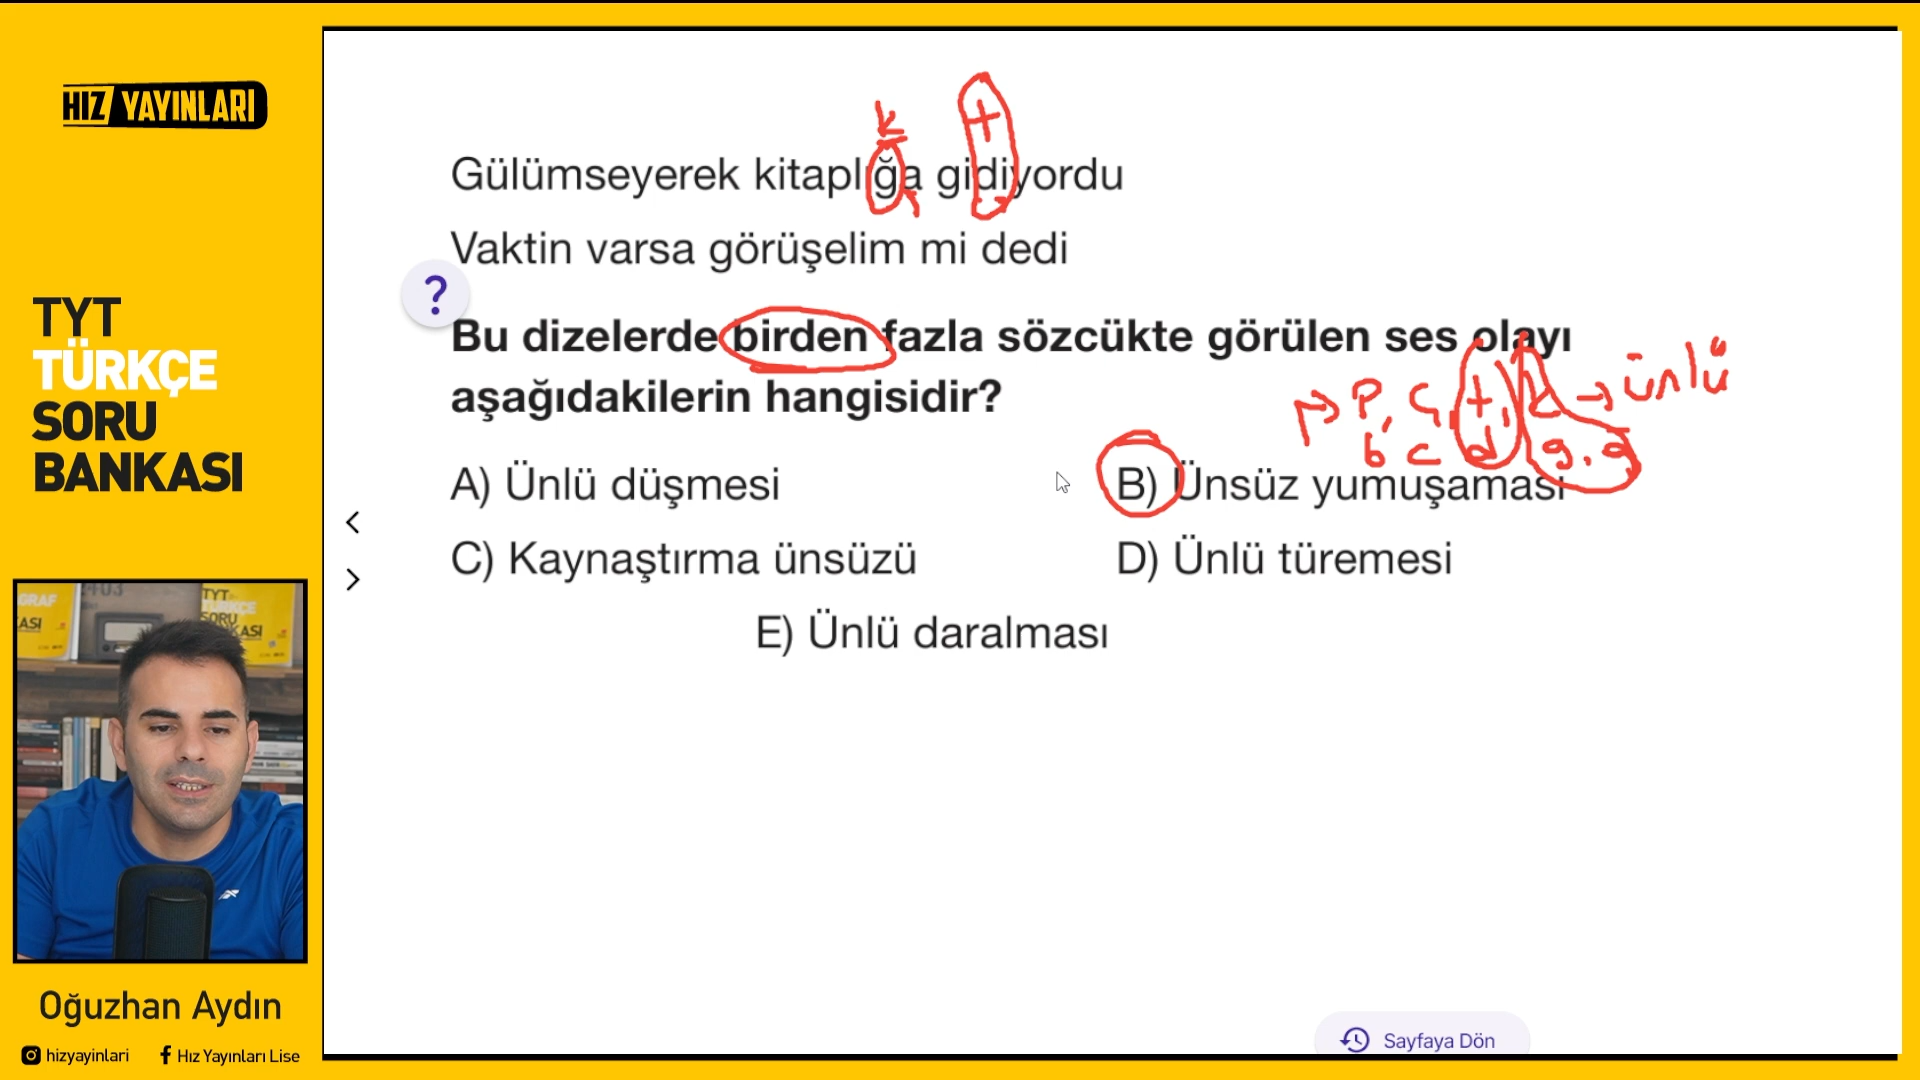 HIZ YAYINLARI
TYT
TÜRKÇE
SORU
BANKASI
Oğuzhan Aydın
hizyayinlari
Hız Yayınları Lise
k
t
Gülümseyerek kitaplığa gidiyordu
Vaktin varsa görüşelim mi dedi
?
Bu dizelerde birden fazla sözcükte görülen ses olayı
aşağıdakilerin hangisidir?
p, ç, t, k → ünlü
b c d g, ğ
A) Ünlü düşmesi
B) Ünsüz yumuşaması
C) Kaynaştırma ünsüzü
D) Ünlü türemesi
E) Ünlü daralması
Sayfaya Dön